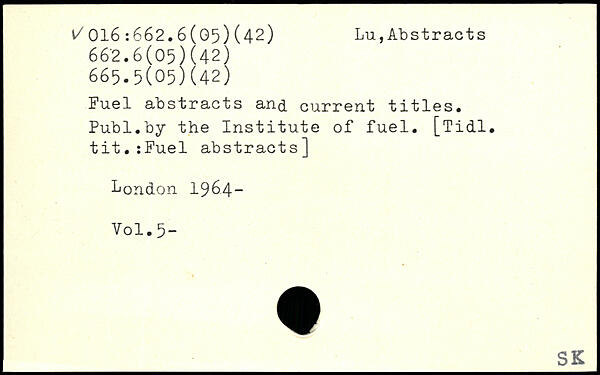 √ 016:662.6(05)(42) Lu,Abstracts
662.6(05)(42)
665.5(05)(42)
Fuel abstracts and current titles.
Publ.by the Institute of fuel. [Tidl.
tit.:Fuel abstracts]
London 1964-
Vol.5-
SK